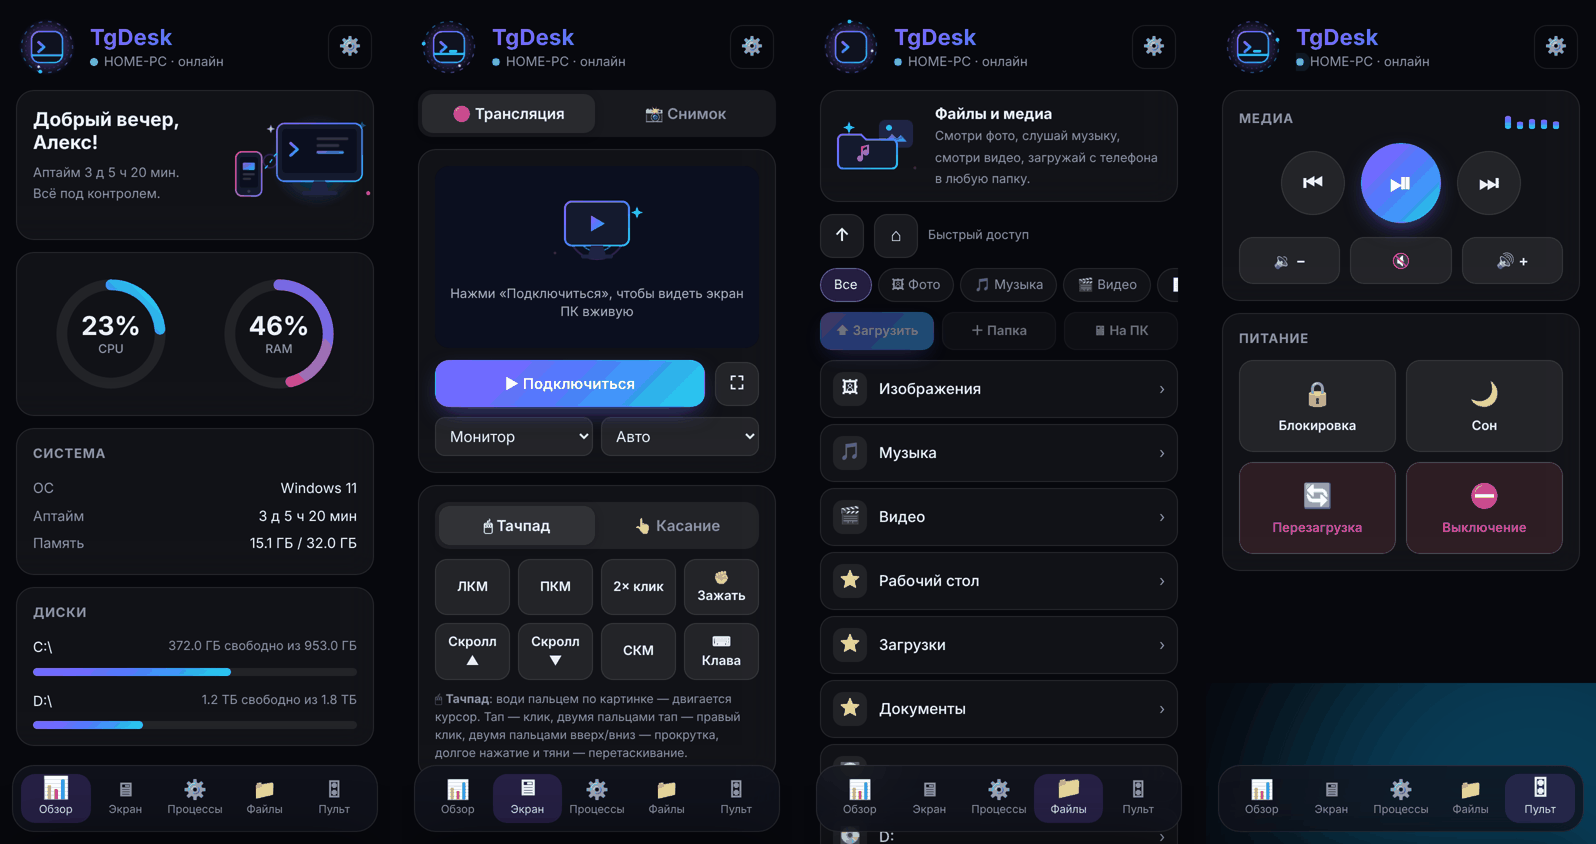 TgDesk
HOME-PC · онлайн
Добрый вечер,
Алекс!
Аптайм 3 д 5 ч 20 мин.
Всё под контролем.
23%
CPU
46%
RAM
СИСТЕМА
ОС Windows 11
Аптайм 3 д 5 ч 20 мин
Память 15.1 ГБ / 32.0 ГБ
ДИСКИ
C:\ 372.0 ГБ свободно из 953.0 ГБ
D:\ 1.2 ТБ свободно из 1.8 ТБ
Обзор Экран Процессы Файлы Пульт
TgDesk
HOME-PC · онлайн
Трансляция Снимок
Нажми «Подключиться», чтобы видеть экран
ПК вживую
Подключиться
Монитор Авто
Тачпад Касание
ЛКМ ПКМ 2× клик Зажать
Скролл ▲ Скролл ▼ СКМ Клава
Тачпад: води пальцем по картинке — двигается
курсор. Тап — клик, двумя пальцами тап — правый
клик, двумя пальцами вверх/вниз — прокрутка,
долгое нажатие и тяни — перетаскивание.
Обзор Экран Процессы Файлы Пульт
TgDesk
HOME-PC · онлайн
Файлы и медиа
Смотри фото, слушай музыку,
смотри видео, загружай с телефона
в любую папку.
Быстрый доступ
Все Фото Музыка Видео
Загрузить + Папка На ПК
Изображения
Музыка
Видео
Рабочий стол
Загрузки
Документы
Обзор Экран Процессы Файлы Пульт
D:
TgDesk
HOME-PC · онлайн
МЕДИА
− +
ПИТАНИЕ
Блокировка Сон
Перезагрузка Выключение
Обзор Экран Процессы Файлы Пульт